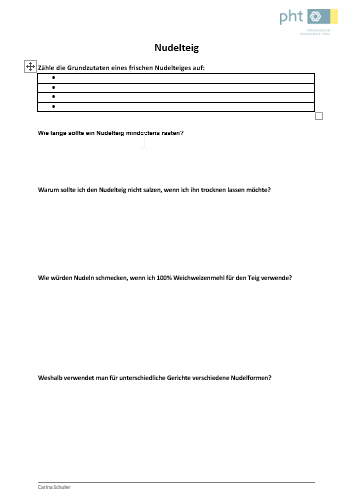 pht
Nudelteig
Zähle die Grundzutaten eines frischen Nudelteiges auf:
Wie lange sollte ein Nudelteig mindestens rasten?
Warum sollte ich den Nudelteig nicht salzen, wenn ich ihn trocknen lassen möchte?
Wie würden Nudeln schmecken, wenn ich 100% Weichweizenmehl für den Teig verwende?
Weshalb verwendet man für unterschiedliche Gerichte verschiedene Nudelformen?
Carina Schuler